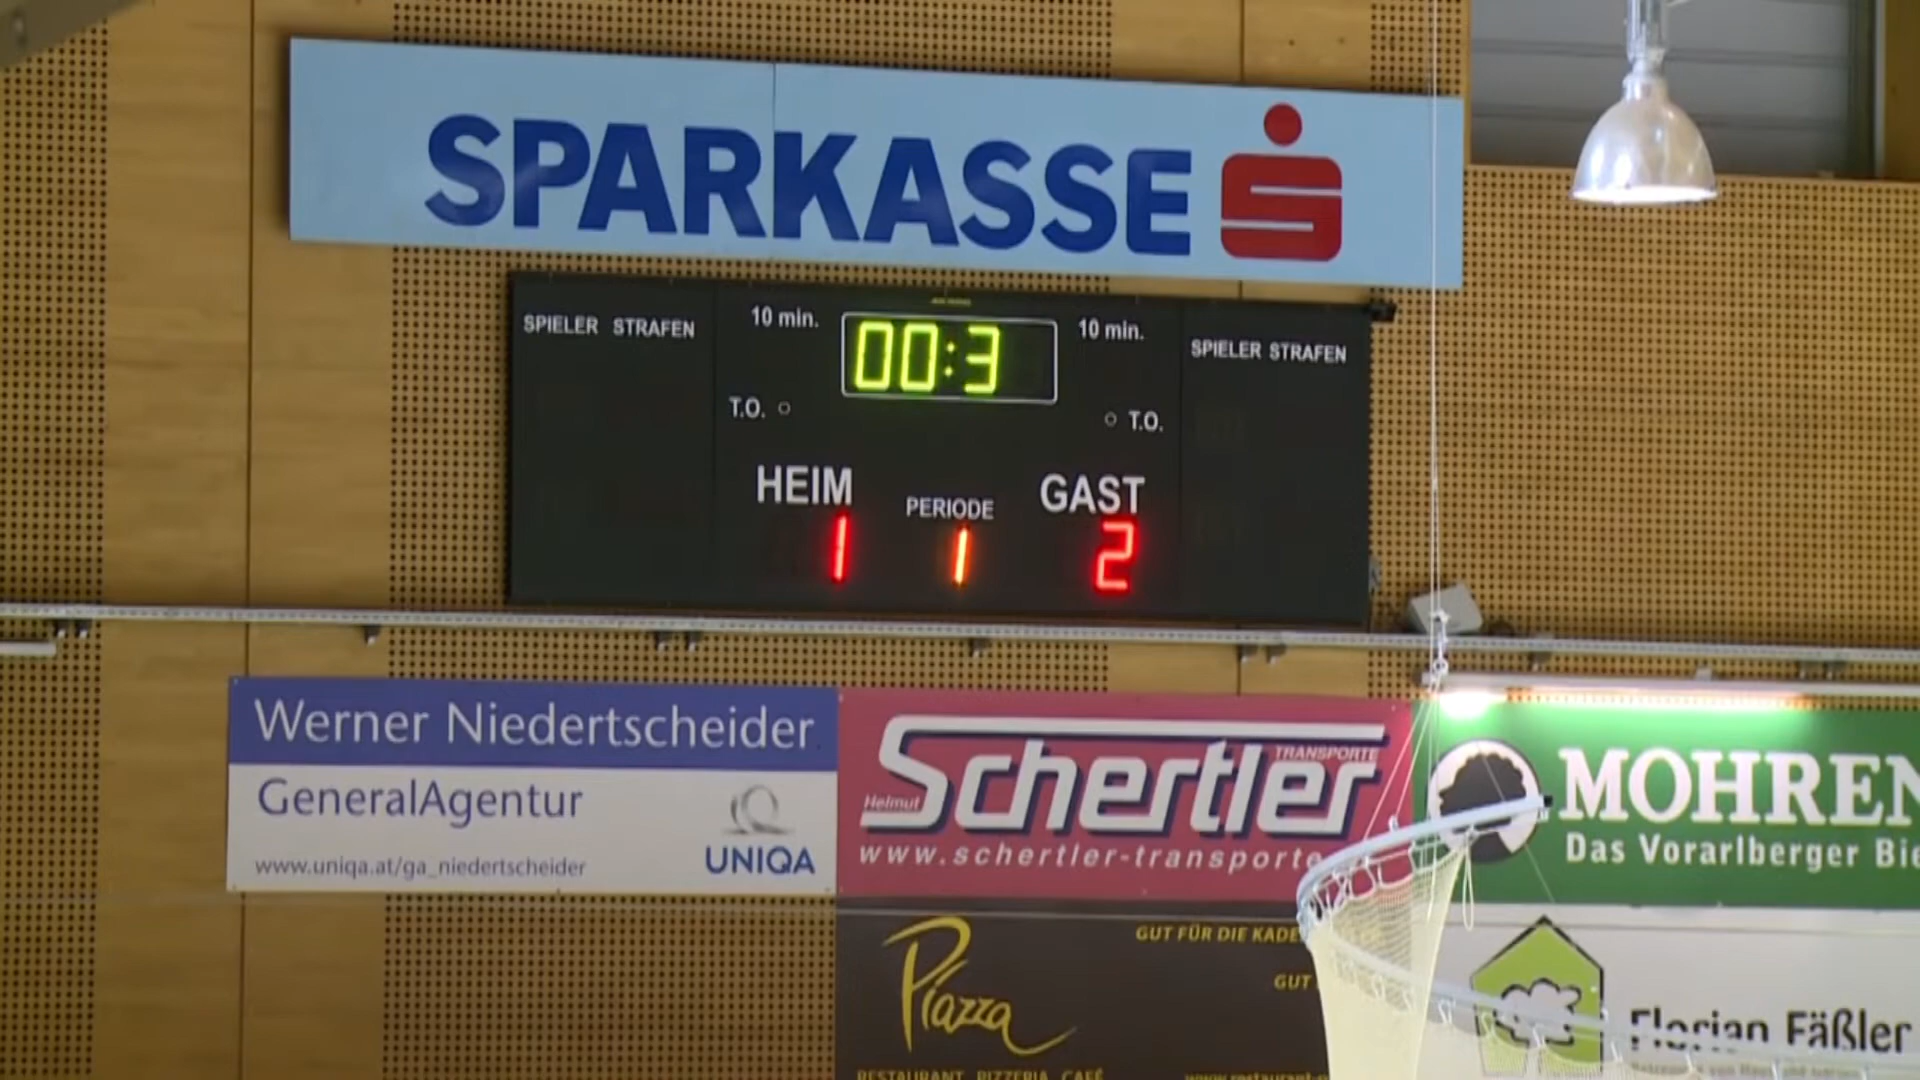 SPARKASSE S
SPIELER STRAFEN
10 min.
00:3
10 min.
SPIELER STRAFEN
T.O.
T.O.
HEIM
PERIODE
GAST
1
1
2
Werner Niedertscheider
GeneralAgentur
www.uniqa.at/ga_niedertscheider
UNIQA
TRANSPORTE
Helmut Schertler
www.schertler-transporte
MOHREN
Das Vorarlberger Bie
Piazza
GUT FÜR DIE KADE
GUT
RESTAURANT PIZZERIA CAFÉ
Florian Fäßler